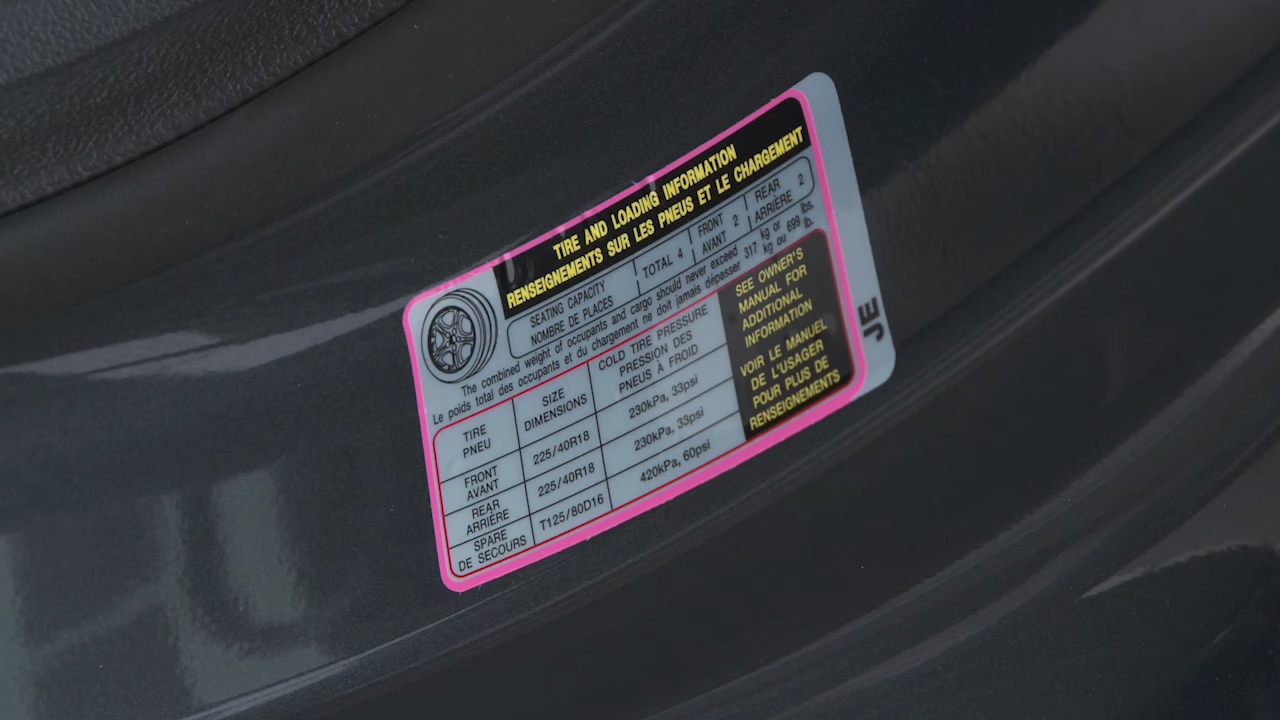 TIRE AND LOADING INFORMATION
RENSEIGNEMENTS SUR LES PNEUS ET LE CHARGEMENT
SEATING CAPACITY
NOMBRE DE PLACES
TOTAL 4
FRONT
AVANT
2
REAR
ARRIÈRE
2
The combined weight of occupants and cargo should never exceed 317 kg or 699 lbs.
Le poids total des occupants et du chargement ne doit jamais dépasser 317 kg ou 699 lb.
TIRE
PNEU
SIZE
DIMENSIONS
COLD TIRE PRESSURE
PRESSION DES
PNEUS À FROID
FRONT
AVANT
225/40R18
230kPa, 33psi
REAR
ARRIÈRE
225/40R18
230kPa, 33psi
SPARE
DE SECOURS
T125/80D16
420kPa, 60psi
SEE OWNER'S
MANUAL FOR
ADDITIONAL
INFORMATION
VOIR LE MANUEL
DE L'USAGER
POUR PLUS DE
RENSEIGNEMENTS
JE